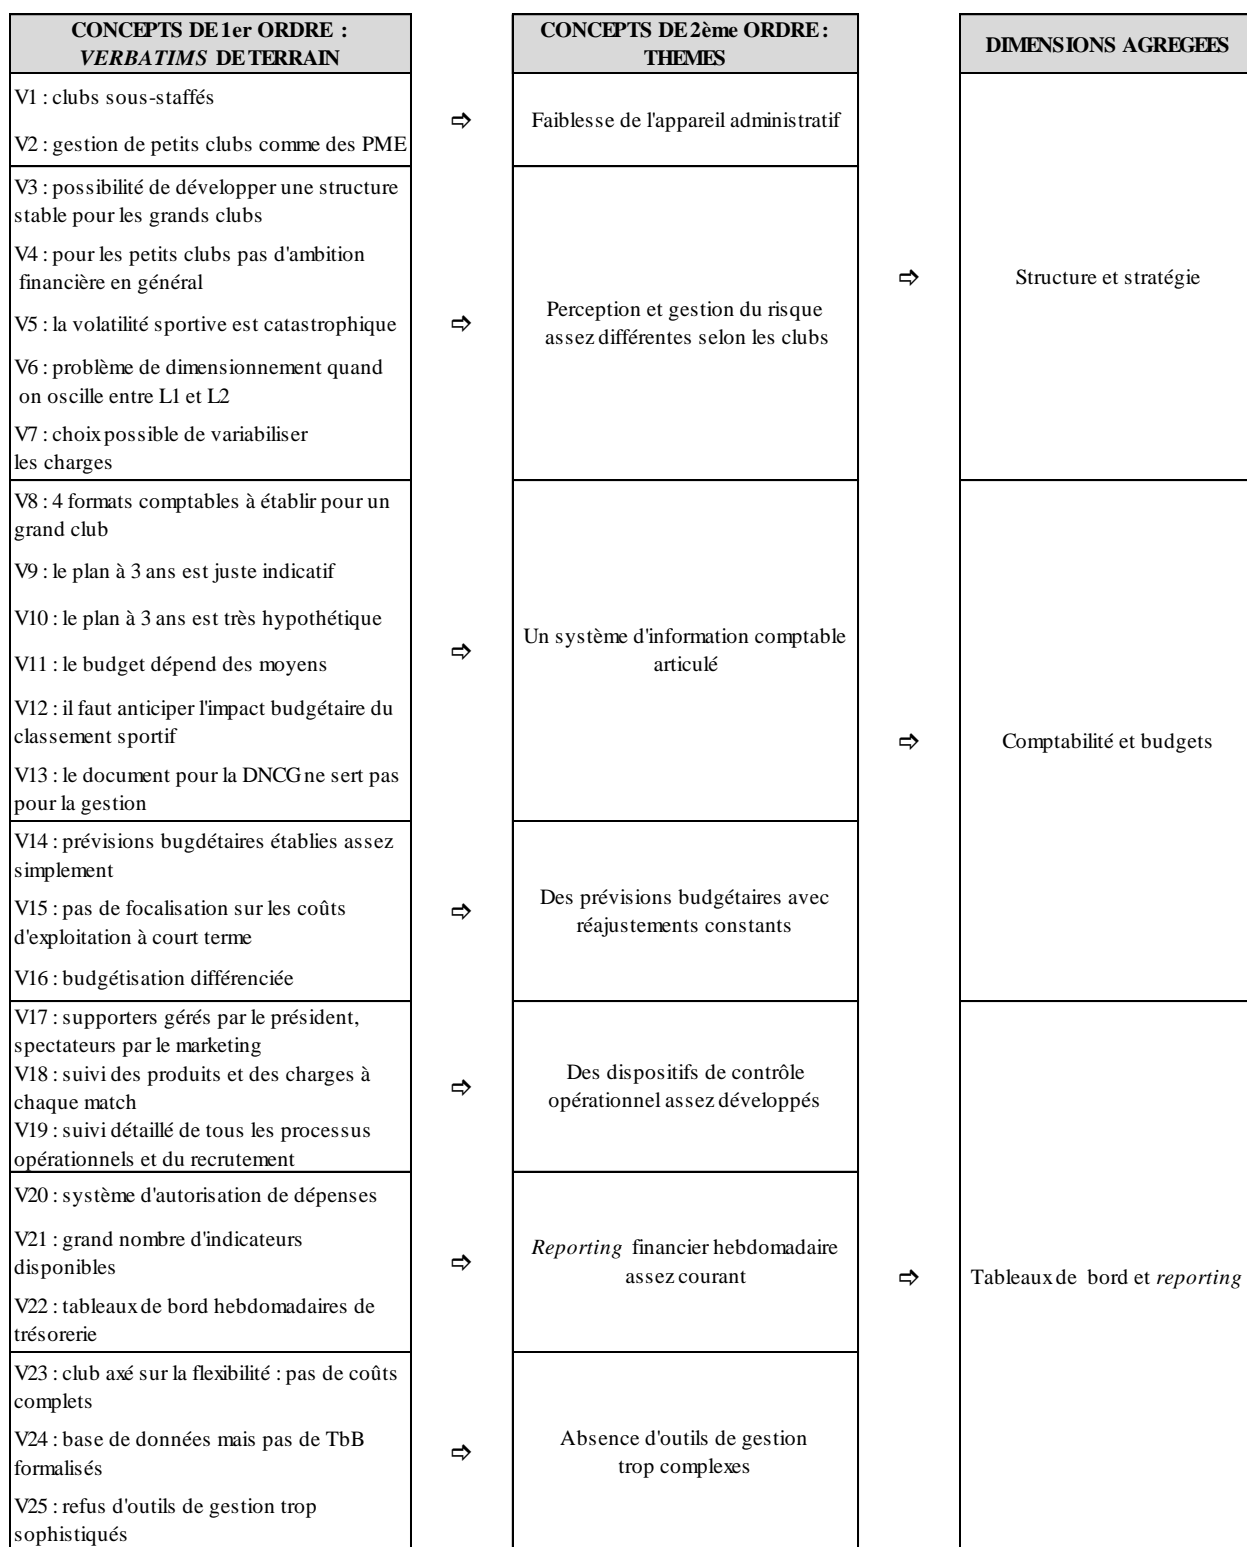 CONCEPTS DE 1er ORDRE :
VERBATIMS DE TERRAIN
CONCEPTS DE 2ème ORDRE :
THEMES
DIMENSIONS AGREGEES
V1 : clubs sous-staffés
V2 : gestion de petits clubs comme des PME
⇨
Faiblesse de l'appareil administratif
V3 : possibilité de développer une structure
stable pour les grands clubs
V4 : pour les petits clubs pas d'ambition
financière en général
V5 : la volatilité sportive est catastrophique
V6 : problème de dimensionnement quand
on oscille entre L1 et L2
V7 : choix possible de variabiliser
les charges
⇨
Perception et gestion du risque
assez différentes selon les clubs
⇨
Structure et stratégie
V8 : 4 formats comptables à établir pour un
grand club
V9 : le plan à 3 ans est juste indicatif
V10 : le plan à 3 ans est très hypothétique
V11 : le budget dépend des moyens
V12 : il faut anticiper l'impact budgétaire du
classement sportif
V13 : le document pour la DNCG ne sert pas
pour la gestion
⇨
Un système d'information comptable
articulé
V14 : prévisions bugdétaires établies assez
simplement
V15 : pas de focalisation sur les coûts
d'exploitation à court terme
V16 : budgétisation différenciée
⇨
Des prévisions budgétaires avec
réajustements constants
⇨
Comptabilité et budgets
V17 : supporters gérés par le président,
spectateurs par le marketing
V18 : suivi des produits et des charges à
chaque match
V19 : suivi détaillé de tous les processus
opérationnels et du recrutement
⇨
Des dispositifs de contrôle
opérationnel assez développés
V20 : système d'autorisation de dépenses
V21 : grand nombre d'indicateurs
disponibles
V22 : tableaux de bord hebdomadaires de
trésorerie
⇨
Reporting financier hebdomadaire
assez courant
V23 : club axé sur la flexibilité : pas de coûts
complets
V24 : base de données mais pas de TbB
formalisés
V25 : refus d'outils de gestion trop
sophistiqués
⇨
Absence d'outils de gestion
trop complexes
⇨
Tableaux de bord et reporting